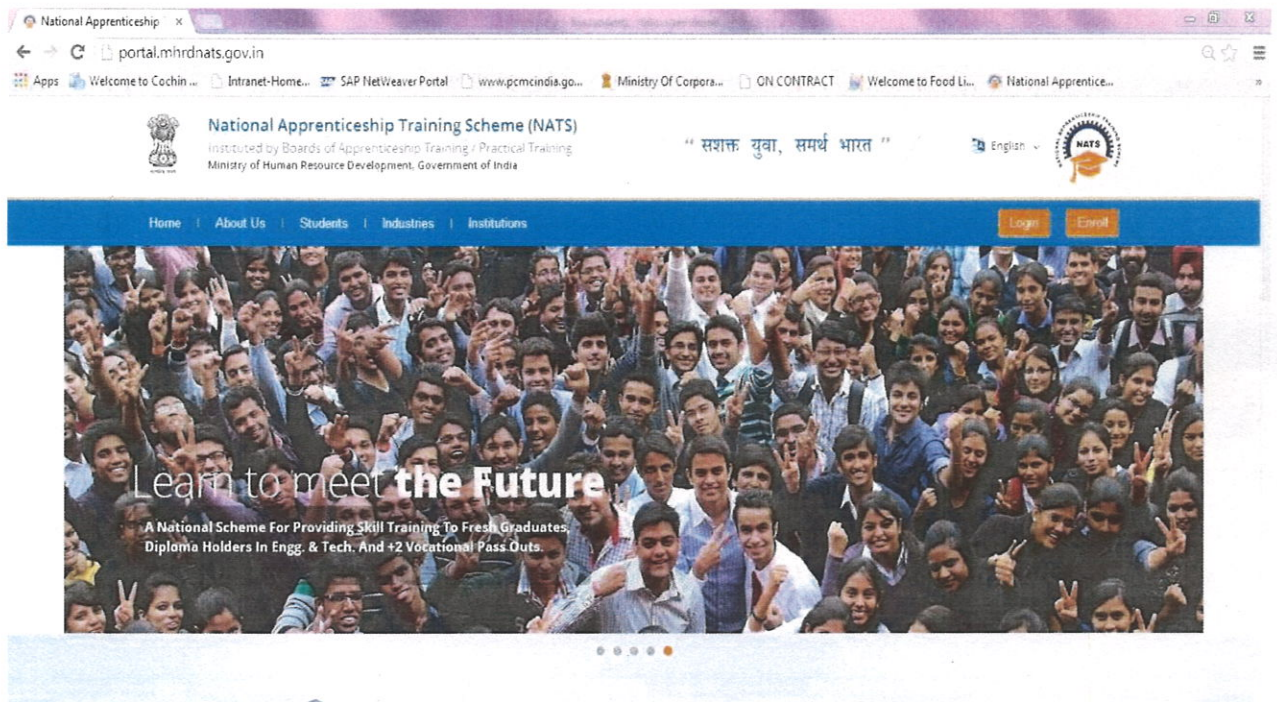 National Apprenticeship ×
portal.mhrdnats.gov.in
Apps Welcome to Cochin ... Intranet-Home... SAP NetWeaver Portal www.pcmcindia.go... Ministry Of Corpora... ON CONTRACT Welcome to Food Li... National Apprentice... »
National Apprenticeship Training Scheme (NATS)
Instituted by Boards of Apprenticeship Training / Practical Training
Ministry of Human Resource Development, Government of India
" सशक्त युवा, समर्थ भारत "
English
NATS
Home | About Us | Students | Industries | Institutions
Login Enroll
Learn to meet the Future
A National Scheme For Providing Skill Training To Fresh Graduates,
Diploma Holders In Engg. & Tech. And +2 Vocational Pass Outs.